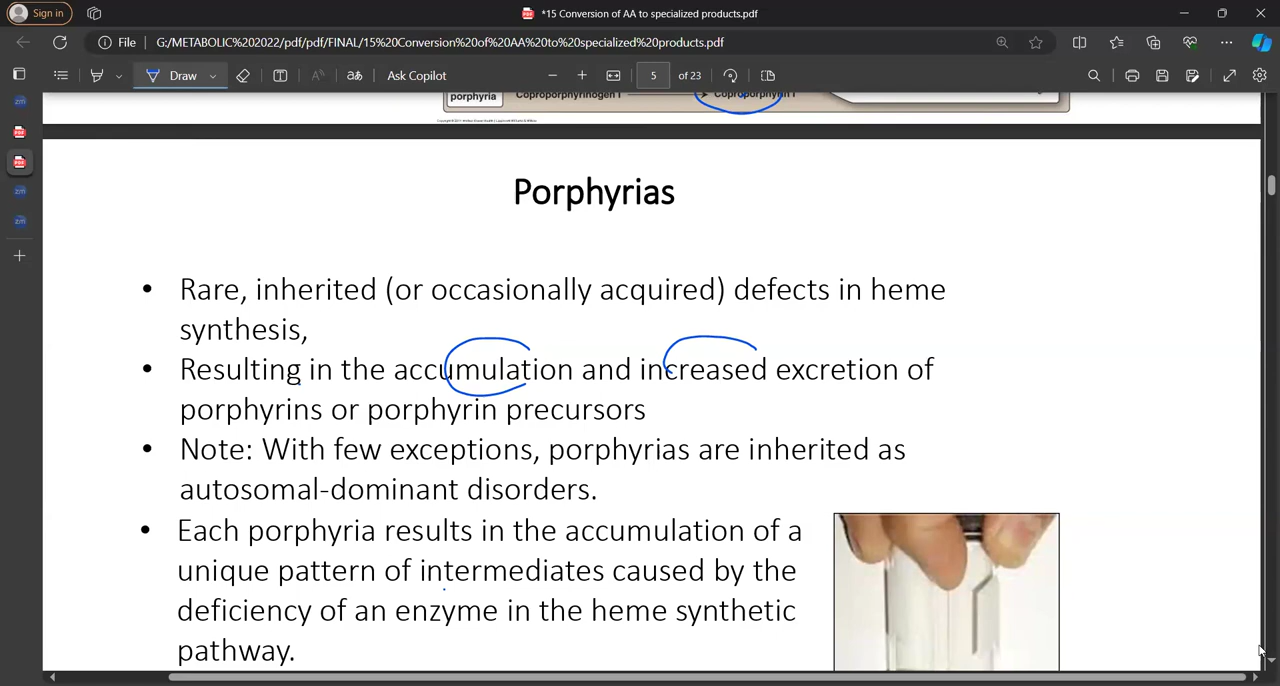 Sign in
*15 Conversion of AA to specialized products.pdf
File
G:/METABOLIC%202022/pdf/pdf/FINAL/15%20Conversion%20of%20AA%20to%20specialized%20products.pdf
Draw
Ask Copilot
5 of 23
porphyria
Coproporphyrinogen I
Coproporphyrin I
Porphyrias
• Rare, inherited (or occasionally acquired) defects in heme
synthesis,
• Resulting in the accumulation and increased excretion of
porphyrins or porphyrin precursors
• Note: With few exceptions, porphyrias are inherited as
autosomal-dominant disorders.
• Each porphyria results in the accumulation of a
unique pattern of intermediates caused by the
deficiency of an enzyme in the heme synthetic
pathway.